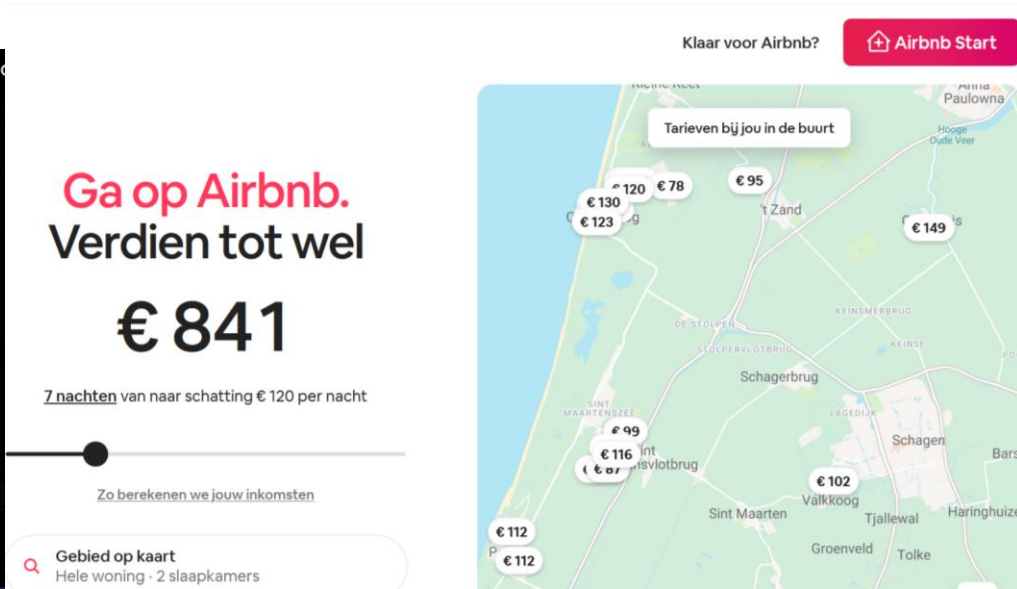 Klaar voor Airbnb?
Airbnb Start
Ga op Airbnb.
Verdien tot wel
€ 841
7 nachten van naar schatting € 120 per nacht
Zo berekenen we jouw inkomsten
Gebied op kaart
Hele woning · 2 slaapkamers
Anna
Paulowna
Hooge
Oude Veer
Tarieven bij jou in de buurt
€ 120
€ 78
€ 95
€ 130
€ 123
't Zand
€ 149
KEINSMERBRUG
DE STOLPEN
STOLPERVLOTBRUG
KEINSE
Schagerbrug
SINT
MAARTENSZEE
LAGEDIJK
€ 99
Schagen
€ 116
€ 87
€ 102
Valkkoog
Sint Maarten
Tjallewal
Haringhuize
€ 112
Groenveld
Tolke
€ 112